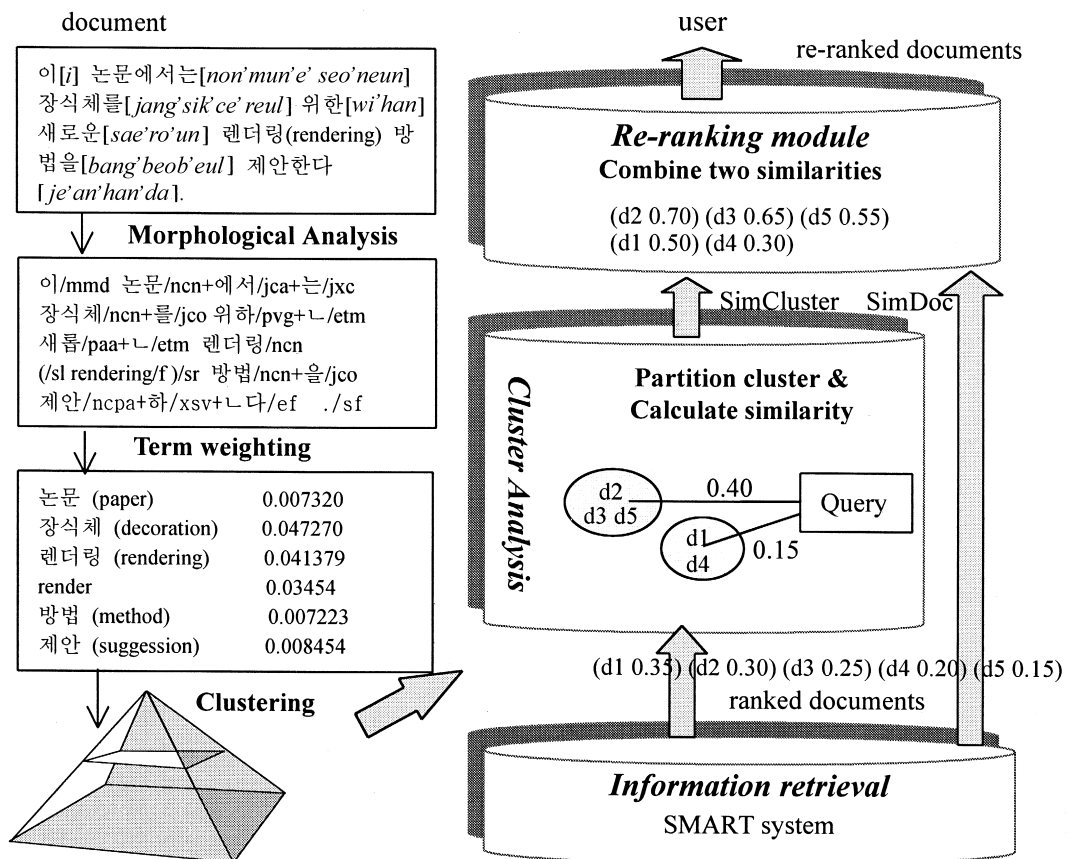 document
이[i] 논문에서는[non'mun'e' seo'neun]
장식체를[jang'sik'ce'reul] 위한[wi'han]
새로운[sae'ro'un] 렌더링(rendering) 방
법을[bang'beob'eul] 제안한다
[je'an'han'da].
Morphological Analysis
이/mmd 논문/ncn+에서/jca+는/jxc
장식체/ncn+를/jco 위하/pvg+ㄴ/etm
새롭/paa+ㄴ/etm 렌더링/ncn
(/sl rendering/f )/sr 방법/ncn+을/jco
제안/ncpa+하/xsv+ㄴ다/ef ./sf
Term weighting
논문 (paper) 0.007320
장식체 (decoration) 0.047270
렌더링 (rendering) 0.041379
render 0.03454
방법 (method) 0.007223
제안 (suggession) 0.008454
Clustering
user
re-ranked documents
Re-ranking module
Combine two similarities
(d2 0.70) (d3 0.65) (d5 0.55)
(d1 0.50) (d4 0.30)
SimCluster SimDoc
Cluster Analysis
Partition cluster &
Calculate similarity
d2
d3 d5
0.40
Query
d1
d4
0.15
(d1 0.35) (d2 0.30) (d3 0.25) (d4 0.20) (d5 0.15)
ranked documents
Information retrieval
SMART system